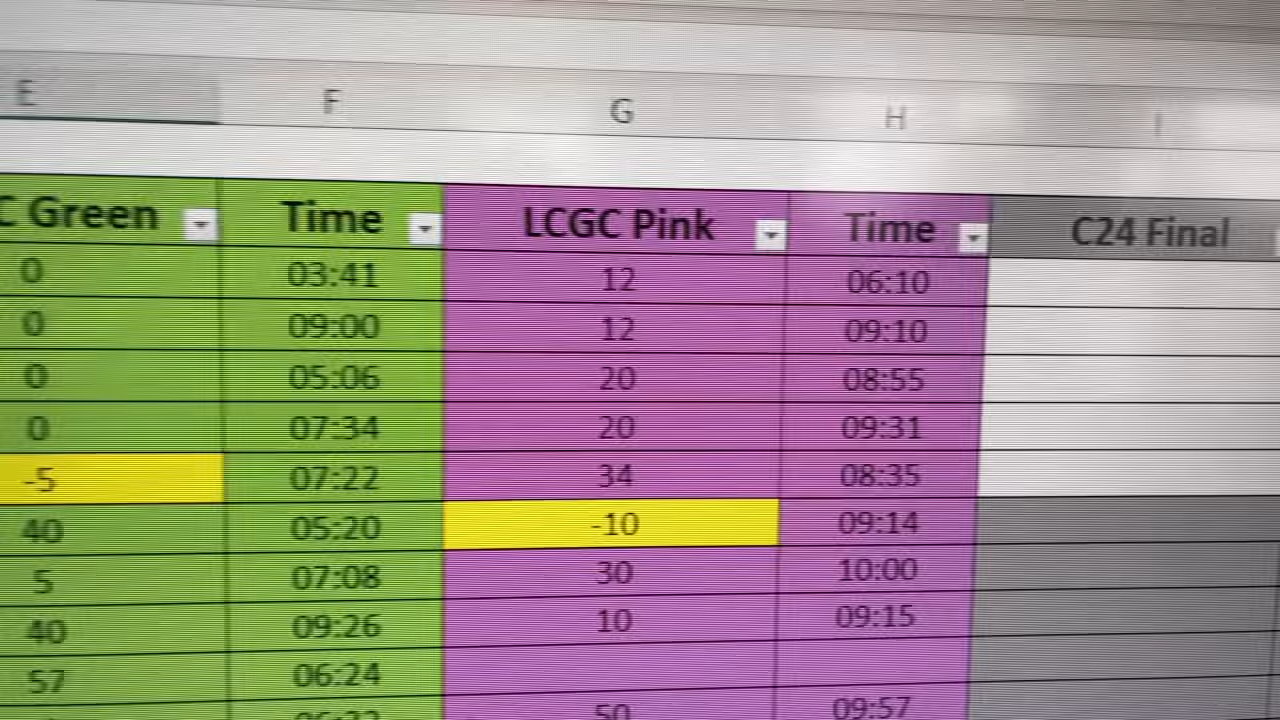 E F G H I
C Green Time LCGC Pink Time C24 Final
0 03:41 12 06:10
0 09:00 12 09:10
0 05:06 20 08:55
0 07:34 20 09:31
-5 07:22 34 08:35
40 05:20 -10 09:14
5 07:08 30 10:00
40 09:26 10 09:15
57 06:24
50 09:57